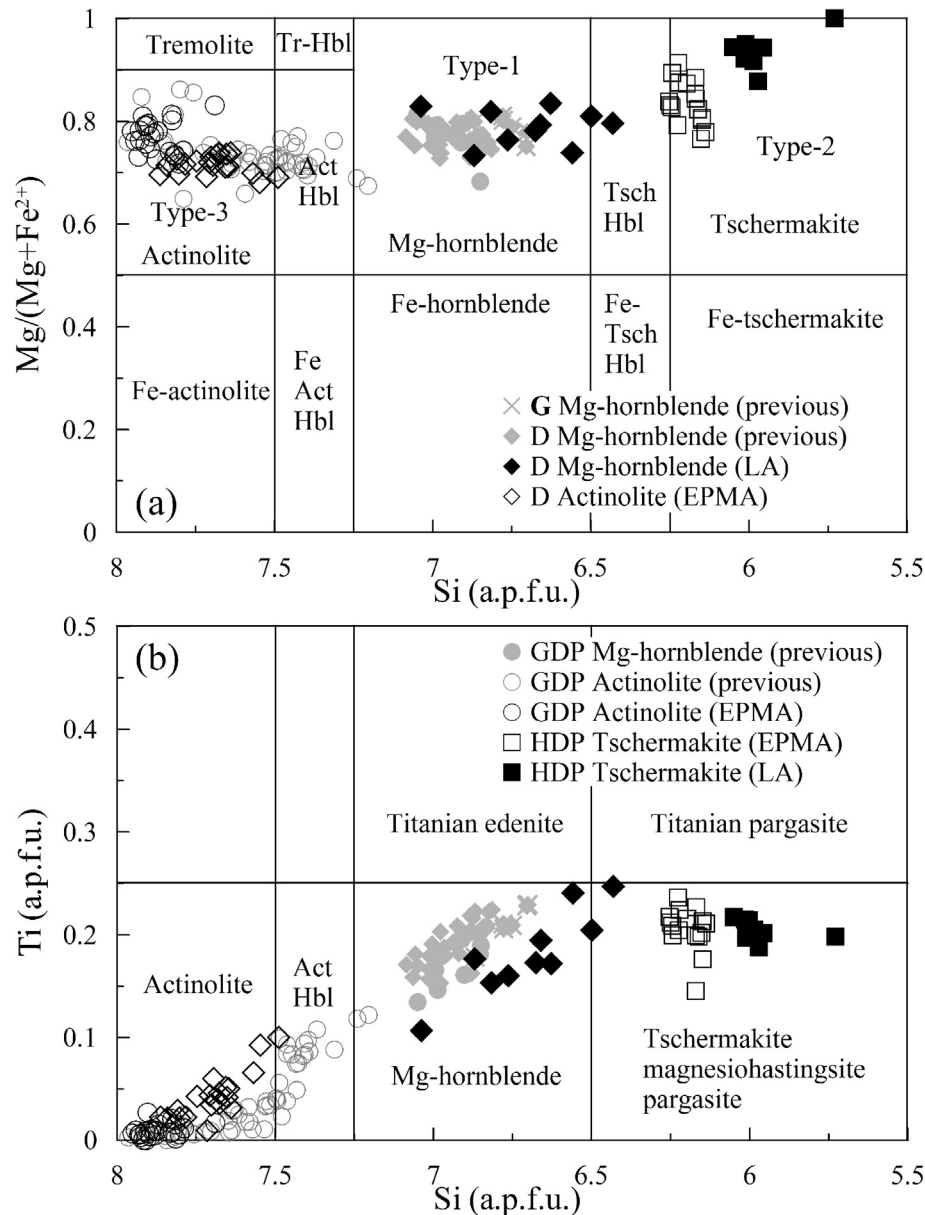 1
Tremolite
Tr-Hbl
Type-1
0.8
Type-2
Act
Hbl
Tsch
Hbl
0.6
Type-3
Actinolite
Mg-hornblende
Tschermakite
Mg/(Mg+Fe²⁺)
Fe-hornblende
Fe-
Tsch
Hbl
Fe-tschermakite
0.4
Fe-actinolite
Fe
Act
Hbl
G Mg-hornblende (previous)
D Mg-hornblende (previous)
D Mg-hornblende (LA)
D Actinolite (EPMA)
0.2
(a)
0
8
7.5
7
6.5
6
5.5
Si (a.p.f.u.)
0.5
(b)
GDP Mg-hornblende (previous)
GDP Actinolite (previous)
GDP Actinolite (EPMA)
HDP Tschermakite (EPMA)
HDP Tschermakite (LA)
0.4
0.3
Titanian edenite
Titanian pargasite
Ti (a.p.f.u.)
0.2
Actinolite
Act
Hbl
0.1
Mg-hornblende
Tschermakite
magnesiohastingsite
pargasite
0
8
7.5
7
6.5
6
5.5
Si (a.p.f.u.)